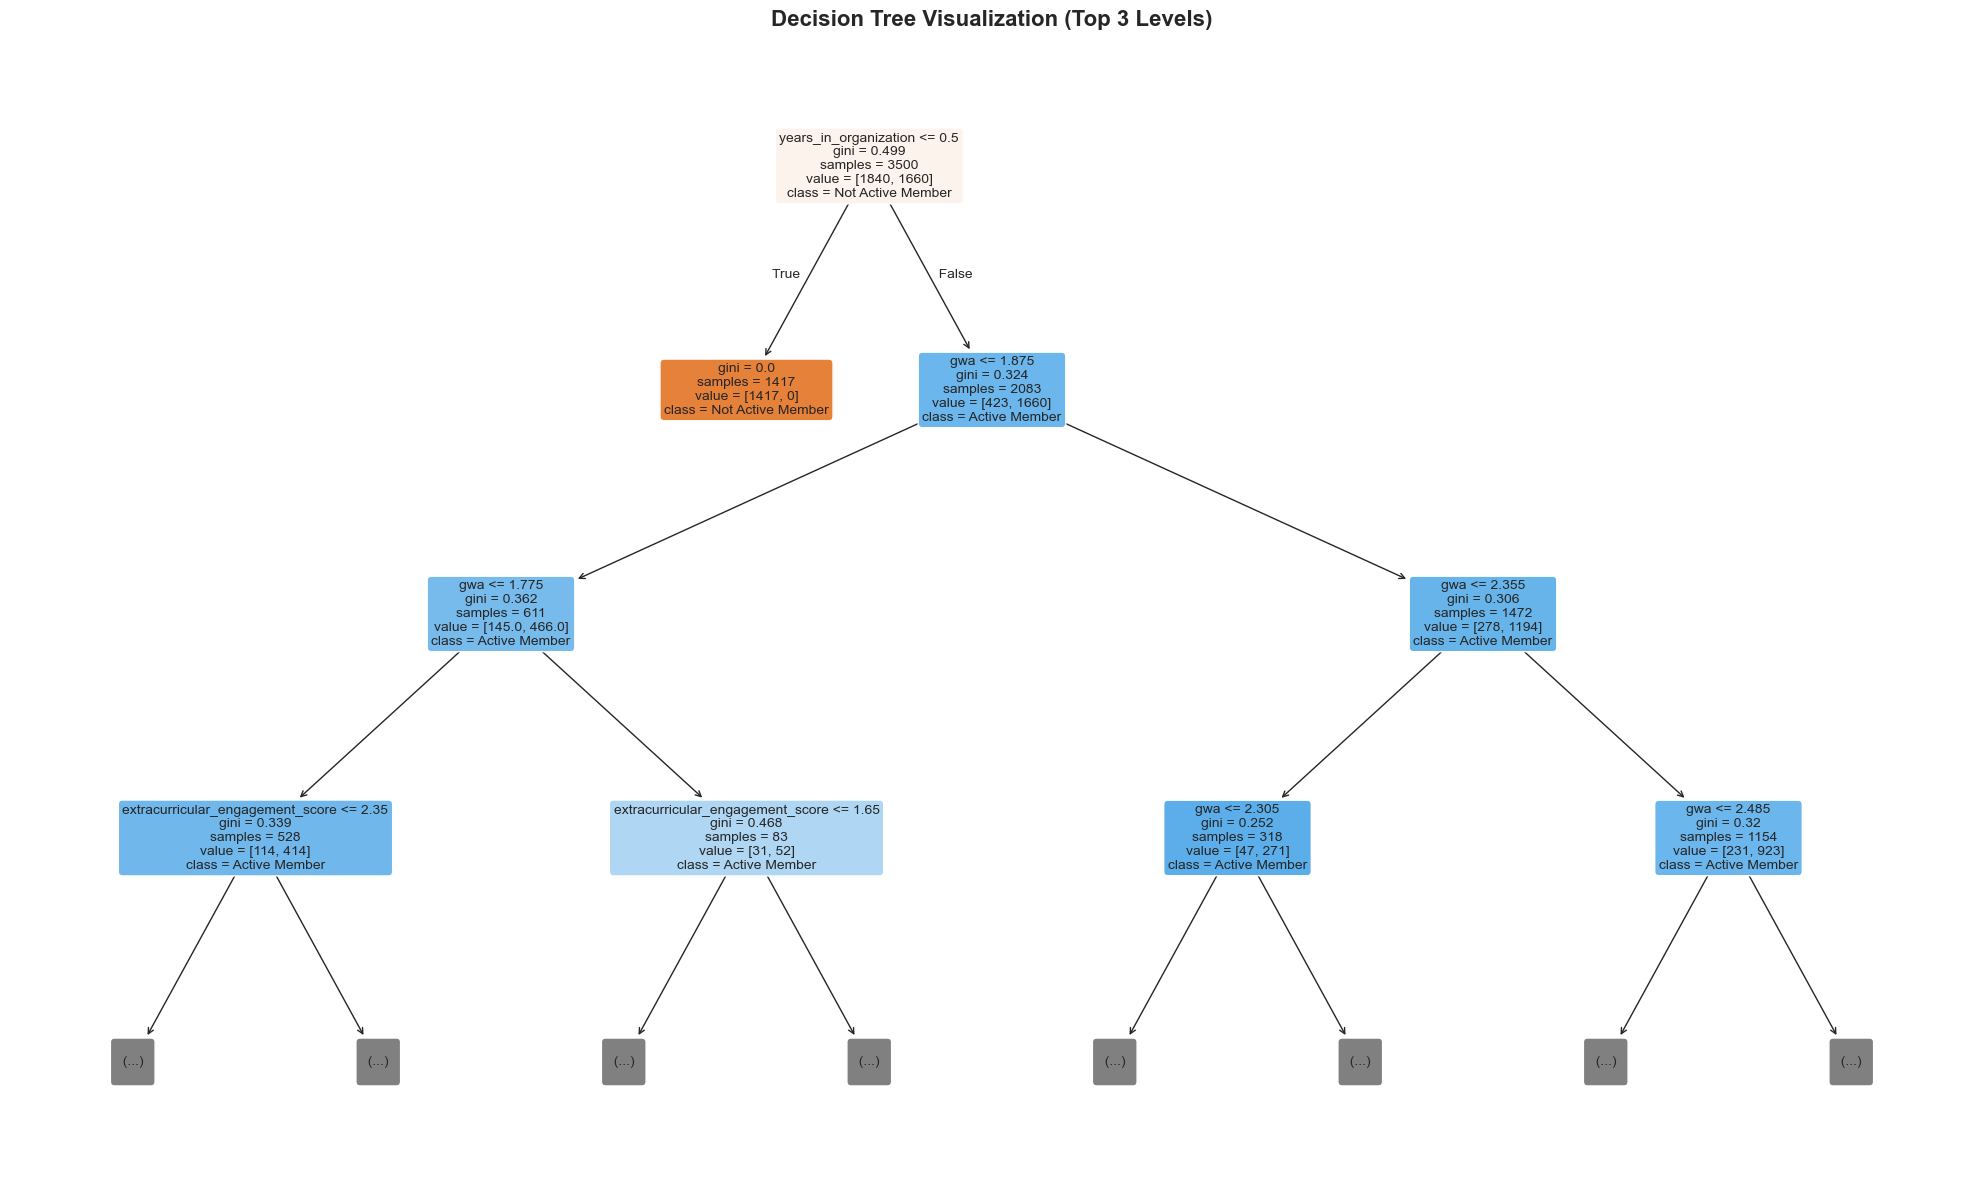 Decision Tree Visualization (Top 3 Levels)
years_in_organization <= 0.5
gini = 0.499
samples = 3500
value = [1840, 1660]
class = Not Active Member
True
False
gini = 0.0
samples = 1417
value = [1417, 0]
class = Not Active Member
gwa <= 1.875
gini = 0.324
samples = 2083
value = [423, 1660]
class = Active Member
gwa <= 1.775
gini = 0.362
samples = 611
value = [145.0, 466.0]
class = Active Member
gwa <= 2.355
gini = 0.306
samples = 1472
value = [278, 1194]
class = Active Member
extracurricular_engagement_score <= 2.35
gini = 0.339
samples = 528
value = [114, 414]
class = Active Member
extracurricular_engagement_score <= 1.65
gini = 0.468
samples = 83
value = [31, 52]
class = Active Member
gwa <= 2.305
gini = 0.252
samples = 318
value = [47, 271]
class = Active Member
gwa <= 2.485
gini = 0.32
samples = 1154
value = [231, 923]
class = Active Member
(...)
(...)
(...)
(...)
(...)
(...)
(...)
(...)